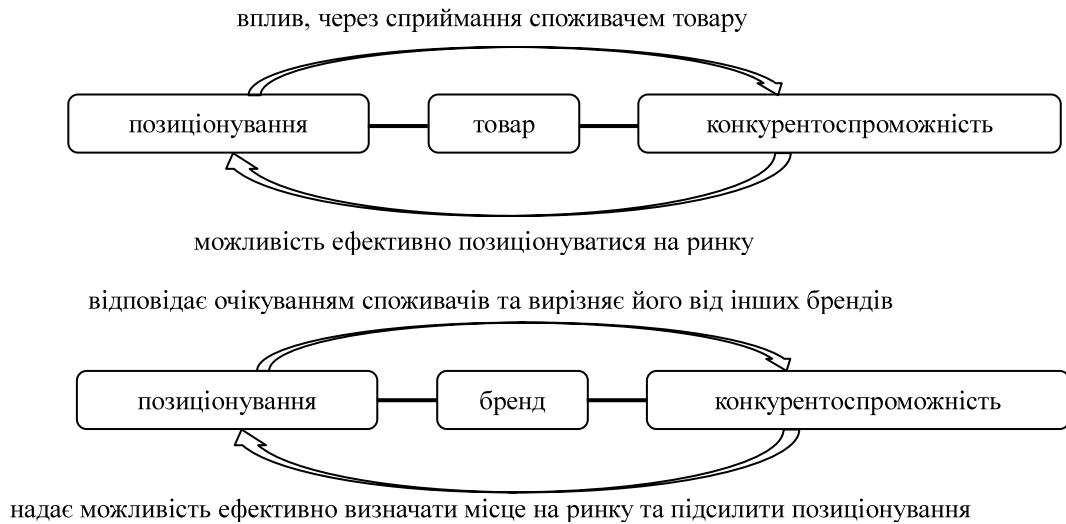 вплив, через сприймання споживачем товару
позиціонування товар конкурентоспроможність
можливість ефективно позиціонуватися на ринку
відповідає очікуванням споживачів та вирізняє його від інших брендів
позиціонування бренд конкурентоспроможність
надає можливість ефективно визначати місце на ринку та підсилити позиціонування